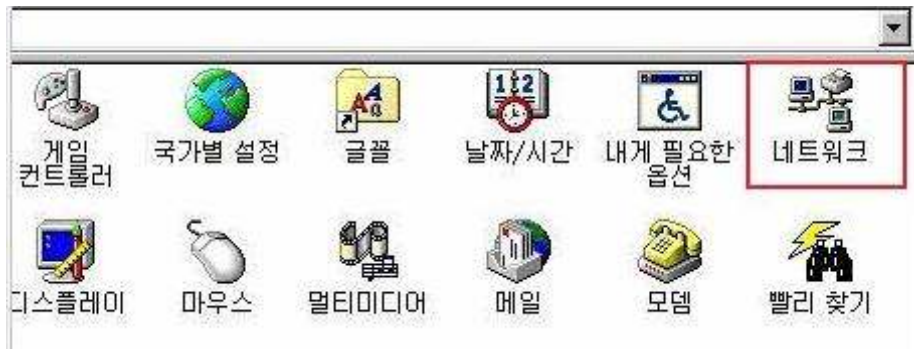 게임
컨트롤러
국가별 설정
글꼴
날짜/시간
내게 필요한
옵션
네트워크
디스플레이
마우스
멀티미디어
메일
모뎀
빨리 찾기